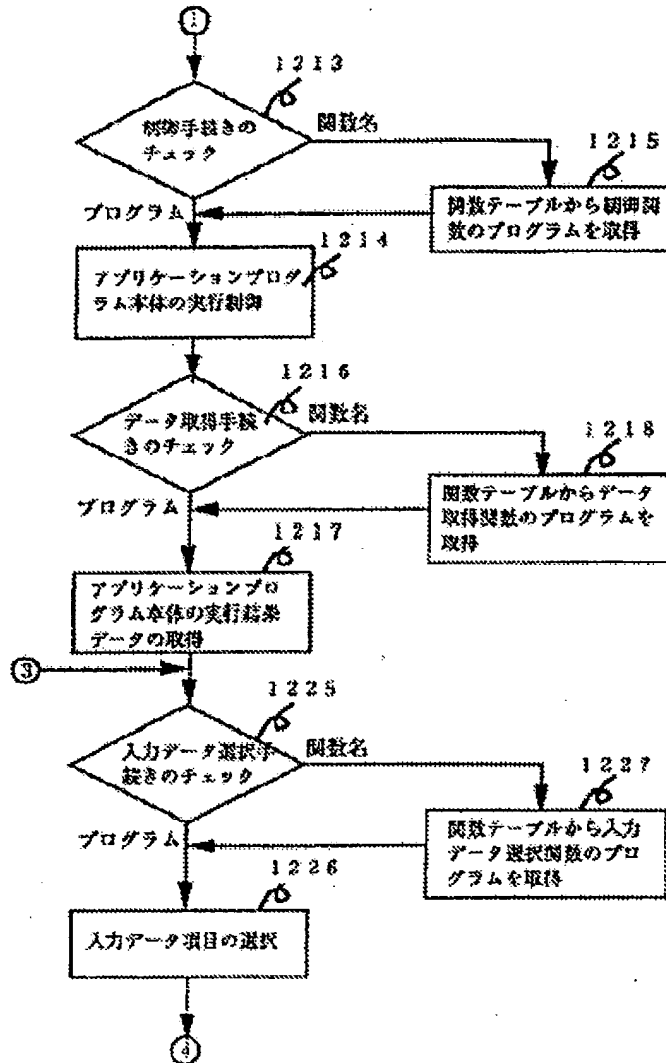 ①
1213
制御手続きの
チェック
関数名
1215
関数テーブルから制御関
数のプログラムを取得
プログラム
1214
アプリケーションプログ
ラム本体の実行制御
1216
データ取得手続
きのチェック
関数名
1218
関数テーブルからデータ
取得関数のプログラムを
取得
プログラム
1217
アプリケーションプロ
グラム本体の実行結果
データの取得
③
1225
入力データ選択手
続きのチェック
関数名
1227
関数テーブルから入力
データ選択関数のプロ
グラムを取得
プログラム
1226
入力データ項目の選択
④